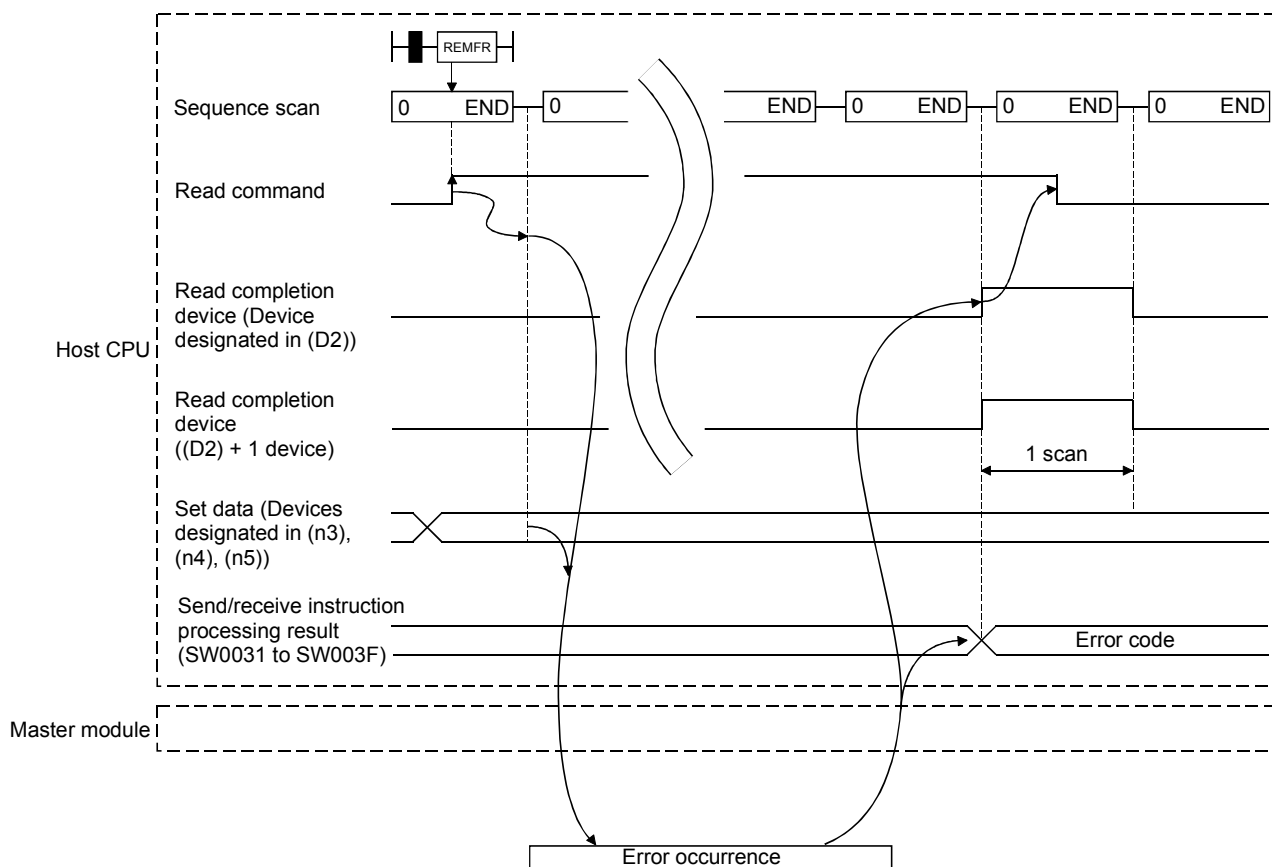 REMFR
Sequence scan
0 END 0 END 0 END 0 END 0 END
Read command
Read completion
device (Device
designated in (D2))
Host CPU
Read completion
device
((D2) + 1 device)
1 scan
Set data (Devices
designated in (n3),
(n4), (n5))
Send/receive instruction
processing result
(SW0031 to SW003F)
Error code
Master module
Error occurrence